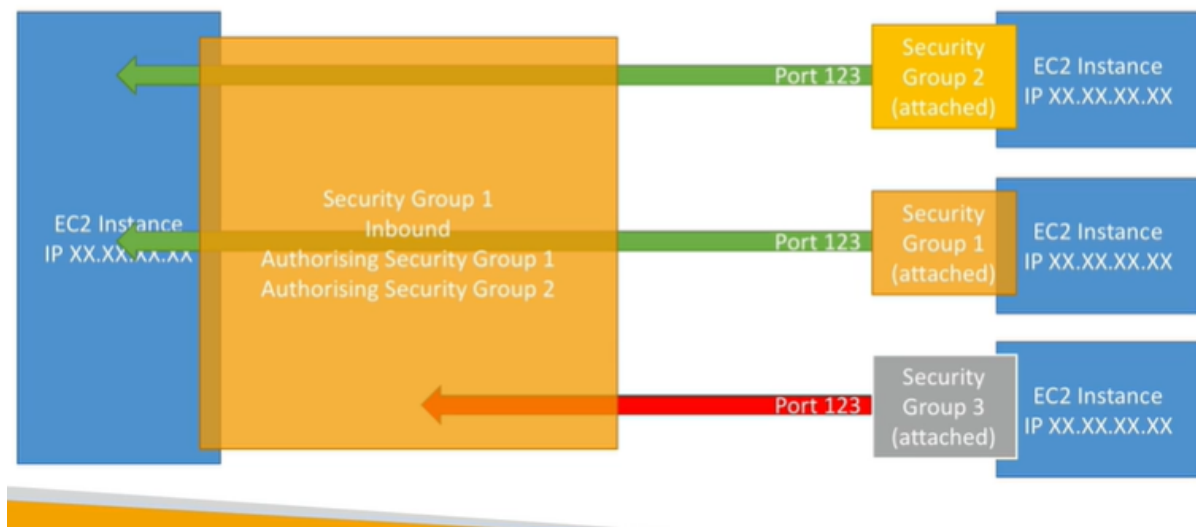 EC2 Instance
IP XX.XX.XX.XX
Security Group 1
Inbound
Authorising Security Group 1
Authorising Security Group 2
Port 123
Security
Group 2
(attached)
EC2 Instance
IP XX.XX.XX.XX
Port 123
Security
Group 1
(attached)
EC2 Instance
IP XX.XX.XX.XX
Port 123
Security
Group 3
(attached)
EC2 Instance
IP XX.XX.XX.XX